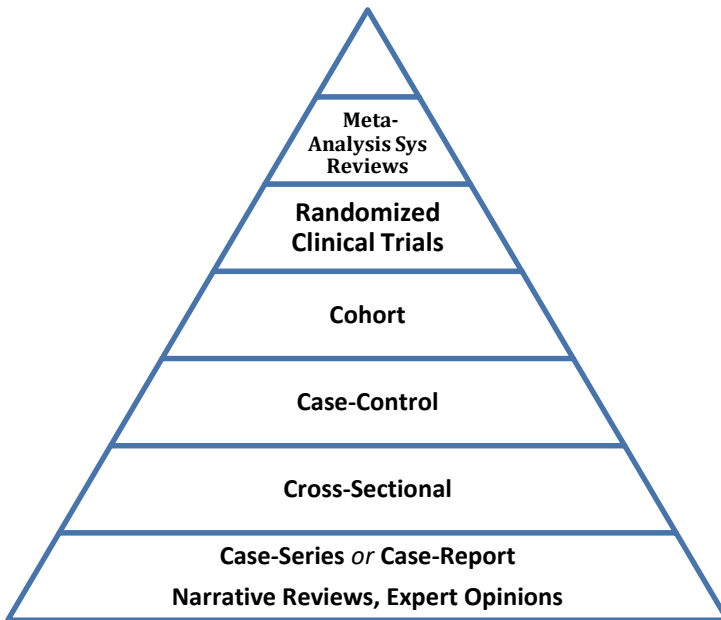 Meta-
Analysis Sys
Reviews
Randomized
Clinical Trials
Cohort
Case-Control
Cross-Sectional
Case-Series or Case-Report
Narrative Reviews, Expert Opinions